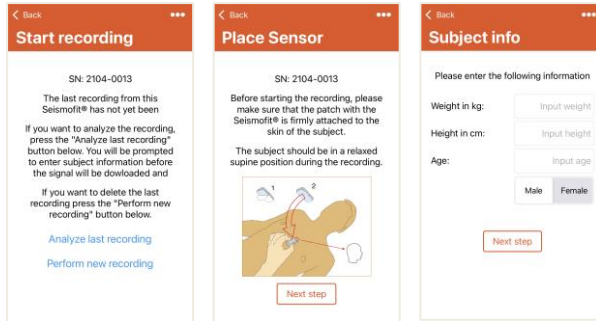 Back
Start recording
SN: 2104-0013
The last recording from this
Seismofit® has not yet been
If you want to analyze the recording,
press the "Analyze last recording"
button below. You will be prompted
to enter subject information before
the signal will be dowloaded and
If you want to delete the last
recording press the "Perform new
recording" button below.
Analyze last recording
Perform new recording
Back
Place Sensor
SN: 2104-0013
Before starting the recording, please
make sure that the patch with the
Seismofit® is firmly attached to the
skin of the subject.
The subject should be in a relaxed
supine position during the recording.
1
2
Next step
Back
Subject info
Please enter the following information
Weight in kg: Input weight
Height in cm: Input height
Age: Input age
Male Female
Next step